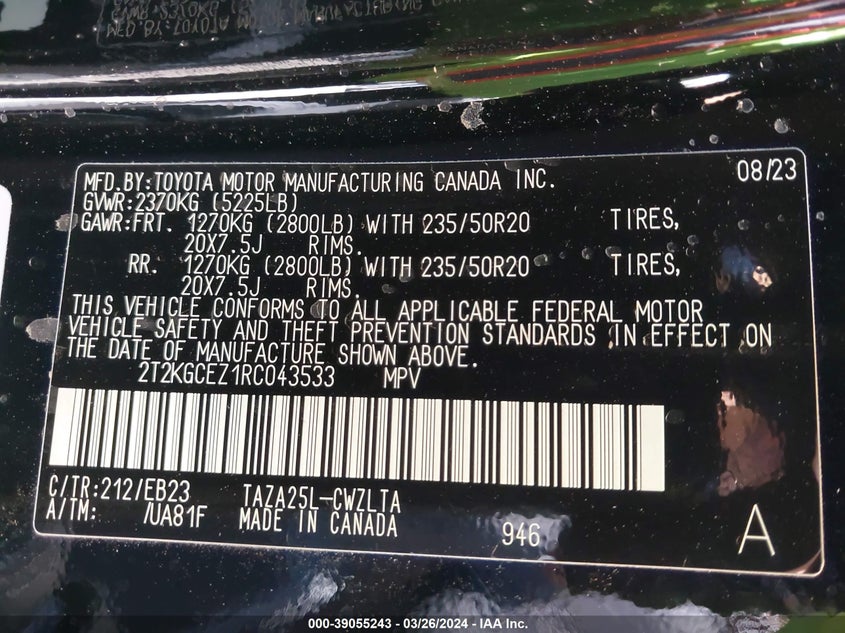 MFD.BY:TOYOTA MOTOR MANUFACTURING CANADA INC. 08/23
GVWR:2370KG (5225LB)
GAWR:FRT. 1270KG (2800LB) WITH 235/50R20 TIRES,
20X7.5J RIMS.
RR. 1270KG (2800LB) WITH 235/50R20 TIRES,
20X7.5J RIMS.
THIS VEHICLE CONFORMS TO ALL APPLICABLE FEDERAL MOTOR
VEHICLE SAFETY AND THEFT PREVENTION STANDARDS IN EFFECT ON
THE DATE OF MANUFACTURE SHOWN ABOVE.
2T2KGCEZ1RC043533 MPV
C/TR:212/EB23 TAZA25L-CWZLTA
A/TM: /UA81F MADE IN CANADA 946 A
000-39055243 - 03/26/2024 - IAA Inc.